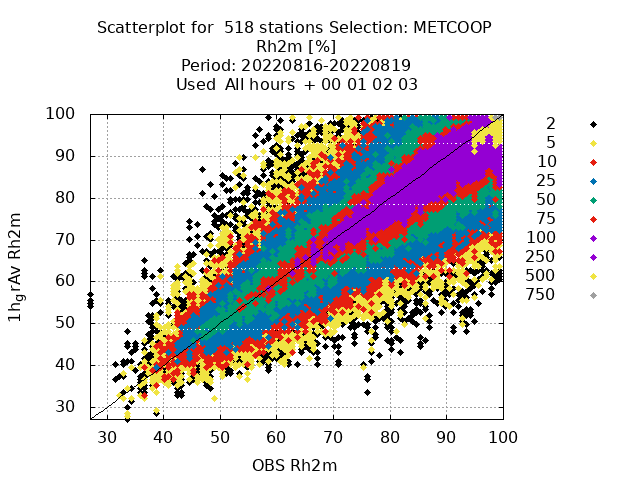 Scatterplot for  518 stations Selection: METCOOP
Rh2m [%]
Period: 20220816-20220819
Used  All hours  + 00 01 02 03
100
90
80
70
60
50
40
30
1hgrAv Rh2m
30 40 50 60 70 80 90 100
OBS Rh2m
2
5
10
25
50
75
100
250
500
750